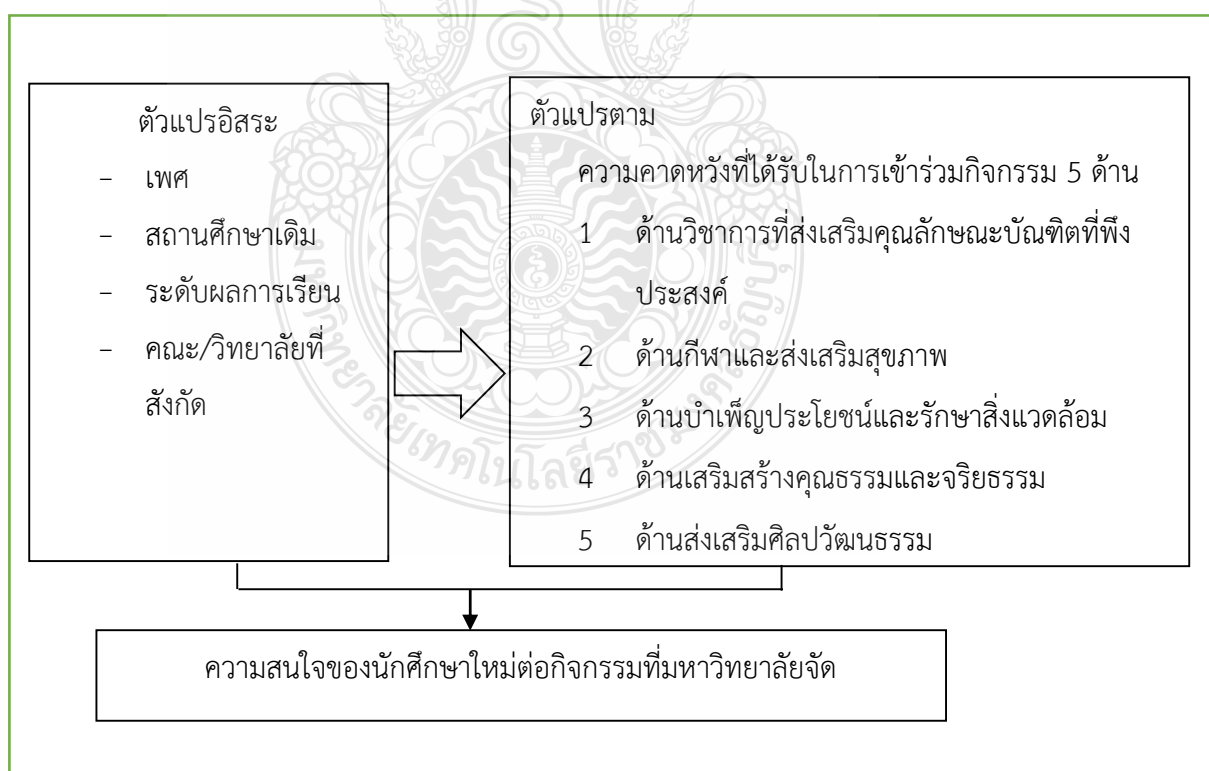 ตัวแปรอิสระ
– เพศ
– สถานศึกษาเดิม
– ระดับผลการเรียน
– คณะ/วิทยาลัยที่
สังกัด
ตัวแปรตาม
ความคาดหวังที่ได้รับในการเข้าร่วมกิจกรรม 5 ด้าน
1 ด้านวิชาการที่ส่งเสริมคุณลักษณะบัณฑิตที่พึง
ประสงค์
2 ด้านกีฬาและส่งเสริมสุขภาพ
3 ด้านบำเพ็ญประโยชน์และรักษาสิ่งแวดล้อม
4 ด้านเสริมสร้างคุณธรรมและจริยธรรม
5 ด้านส่งเสริมศิลปวัฒนธรรม
ความสนใจของนักศึกษาใหม่ต่อกิจกรรมที่มหาวิทยาลัยจัด